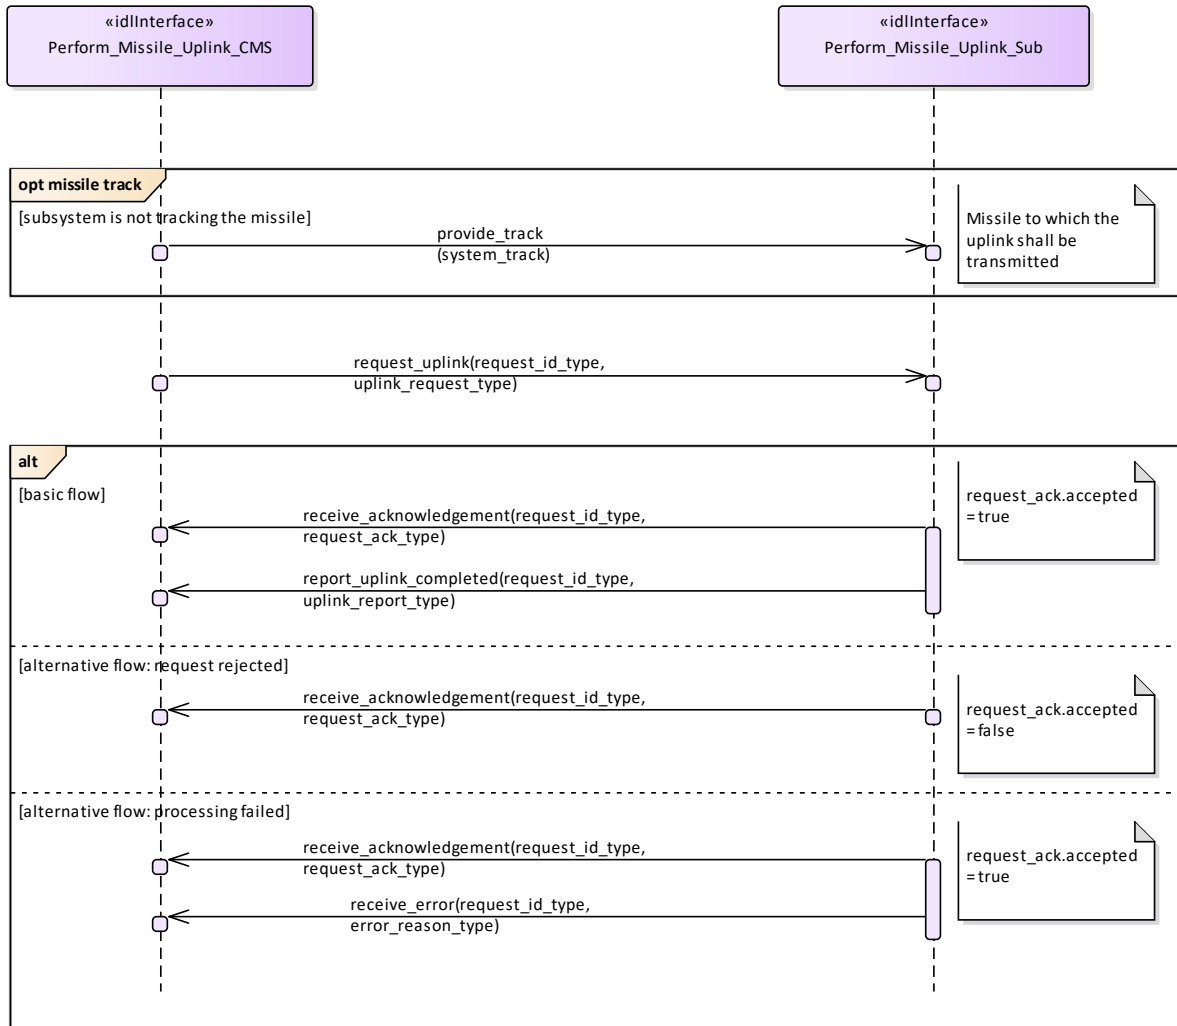 «idlInterface»
Perform_Missile_Uplink_CMS
«idlInterface»
Perform_Missile_Uplink_Sub
opt missile track
[subsystem is not tracking the missile]
provide_track
(system_track)
Missile to which the
uplink shall be
transmitted
request_uplink(request_id_type,
uplink_request_type)
alt
[basic flow]
receive_acknowledgement(request_id_type,
request_ack_type)
request_ack.accepted
= true
report_uplink_completed(request_id_type,
uplink_report_type)
[alternative flow: request rejected]
receive_acknowledgement(request_id_type,
request_ack_type)
request_ack.accepted
= false
[alternative flow: processing failed]
receive_acknowledgement(request_id_type,
request_ack_type)
request_ack.accepted
= true
receive_error(request_id_type,
error_reason_type)